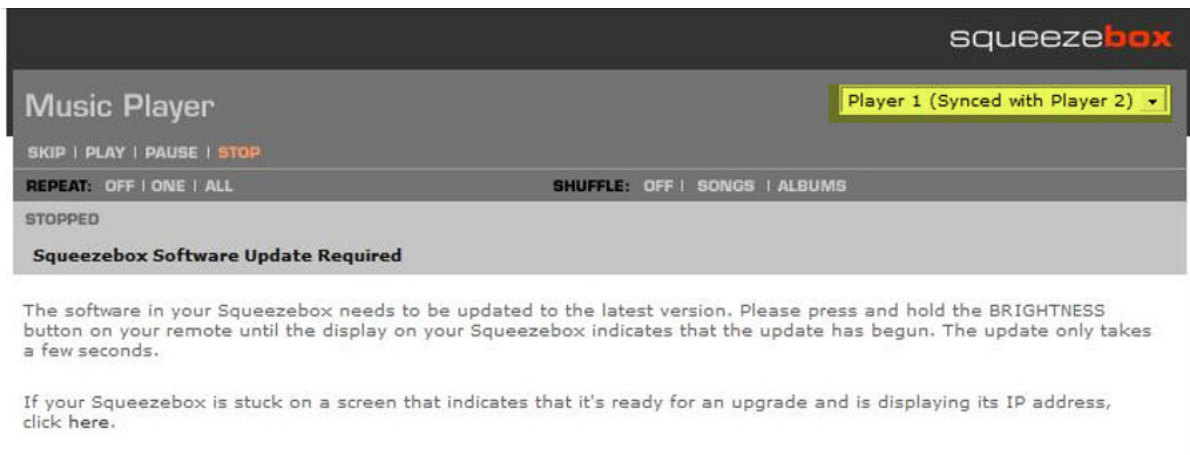 squeezebox
Music Player
Player 1 (Synced with Player 2)
SKIP | PLAY | PAUSE | STOP
REPEAT: OFF | ONE | ALL SHUFFLE: OFF | SONGS | ALBUMS
STOPPED
Squeezebox Software Update Required
The software in your Squeezebox needs to be updated to the latest version. Please press and hold the BRIGHTNESS
button on your remote until the display on your Squeezebox indicates that the update has begun. The update only takes
a few seconds.
If your Squeezebox is stuck on a screen that indicates that it's ready for an upgrade and is displaying its IP address,
click here.